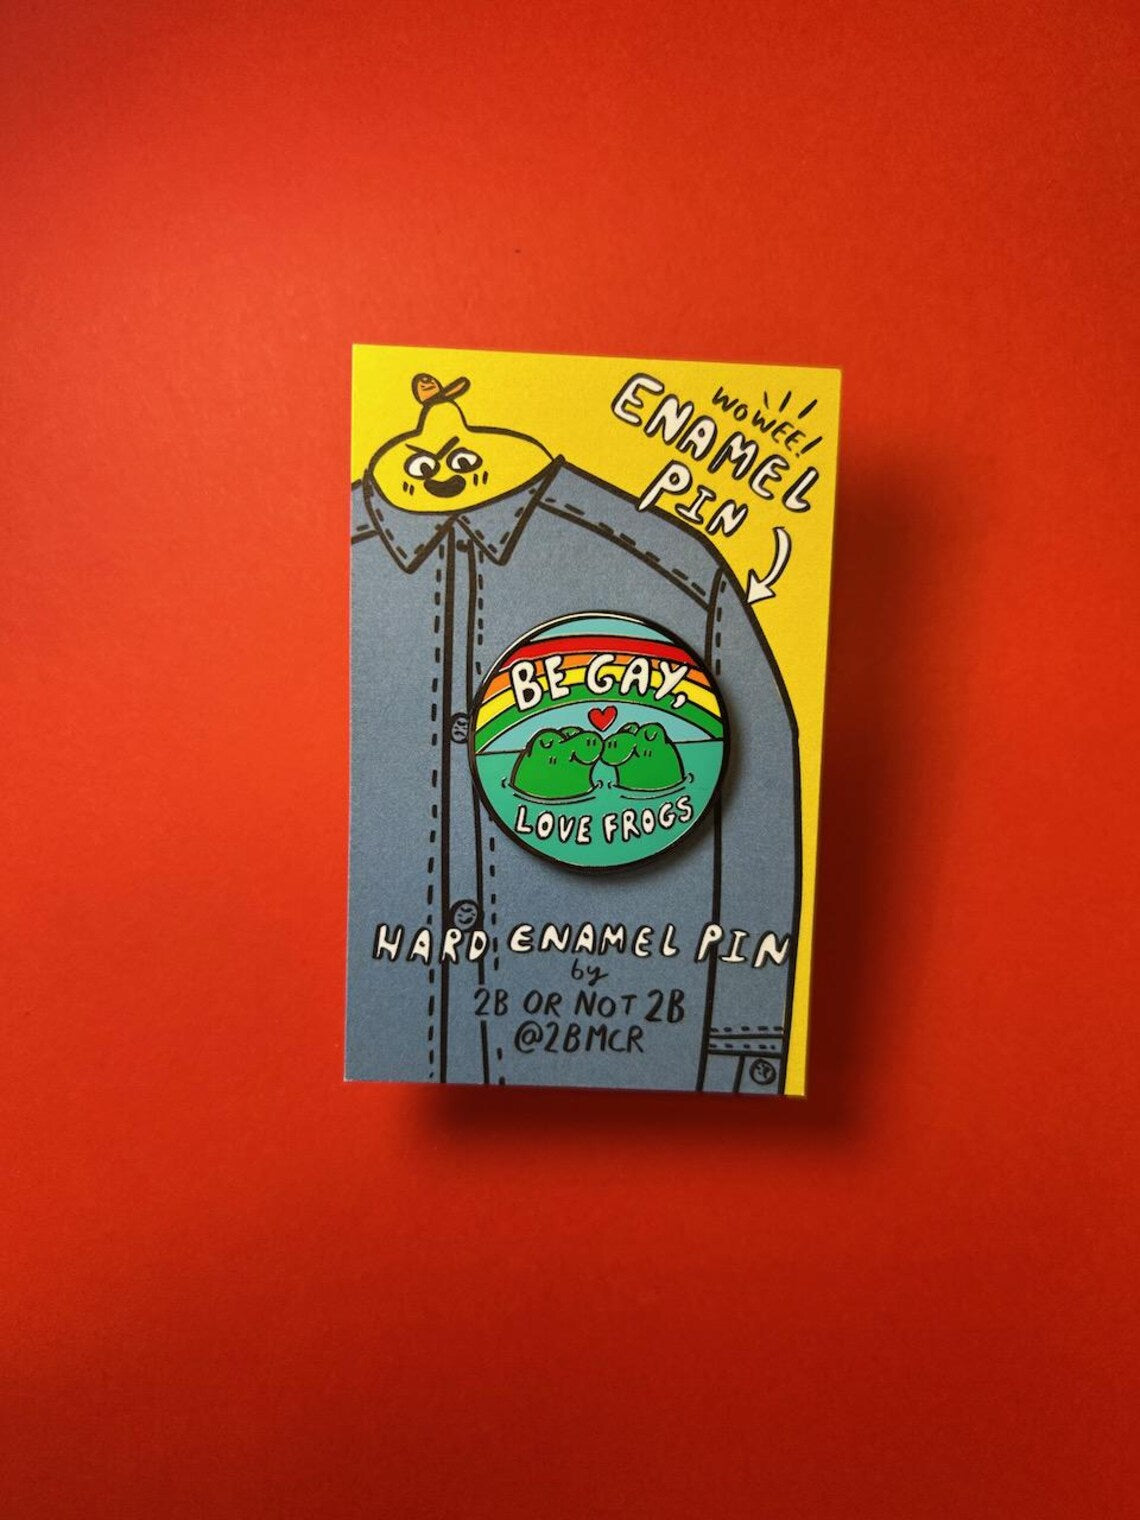 WOWEE!
ENAMEL
PIN
BE GAY,
LOVE FROGS
HARD ENAMEL PIN
by
2B OR NOT 2B
@2BMCR